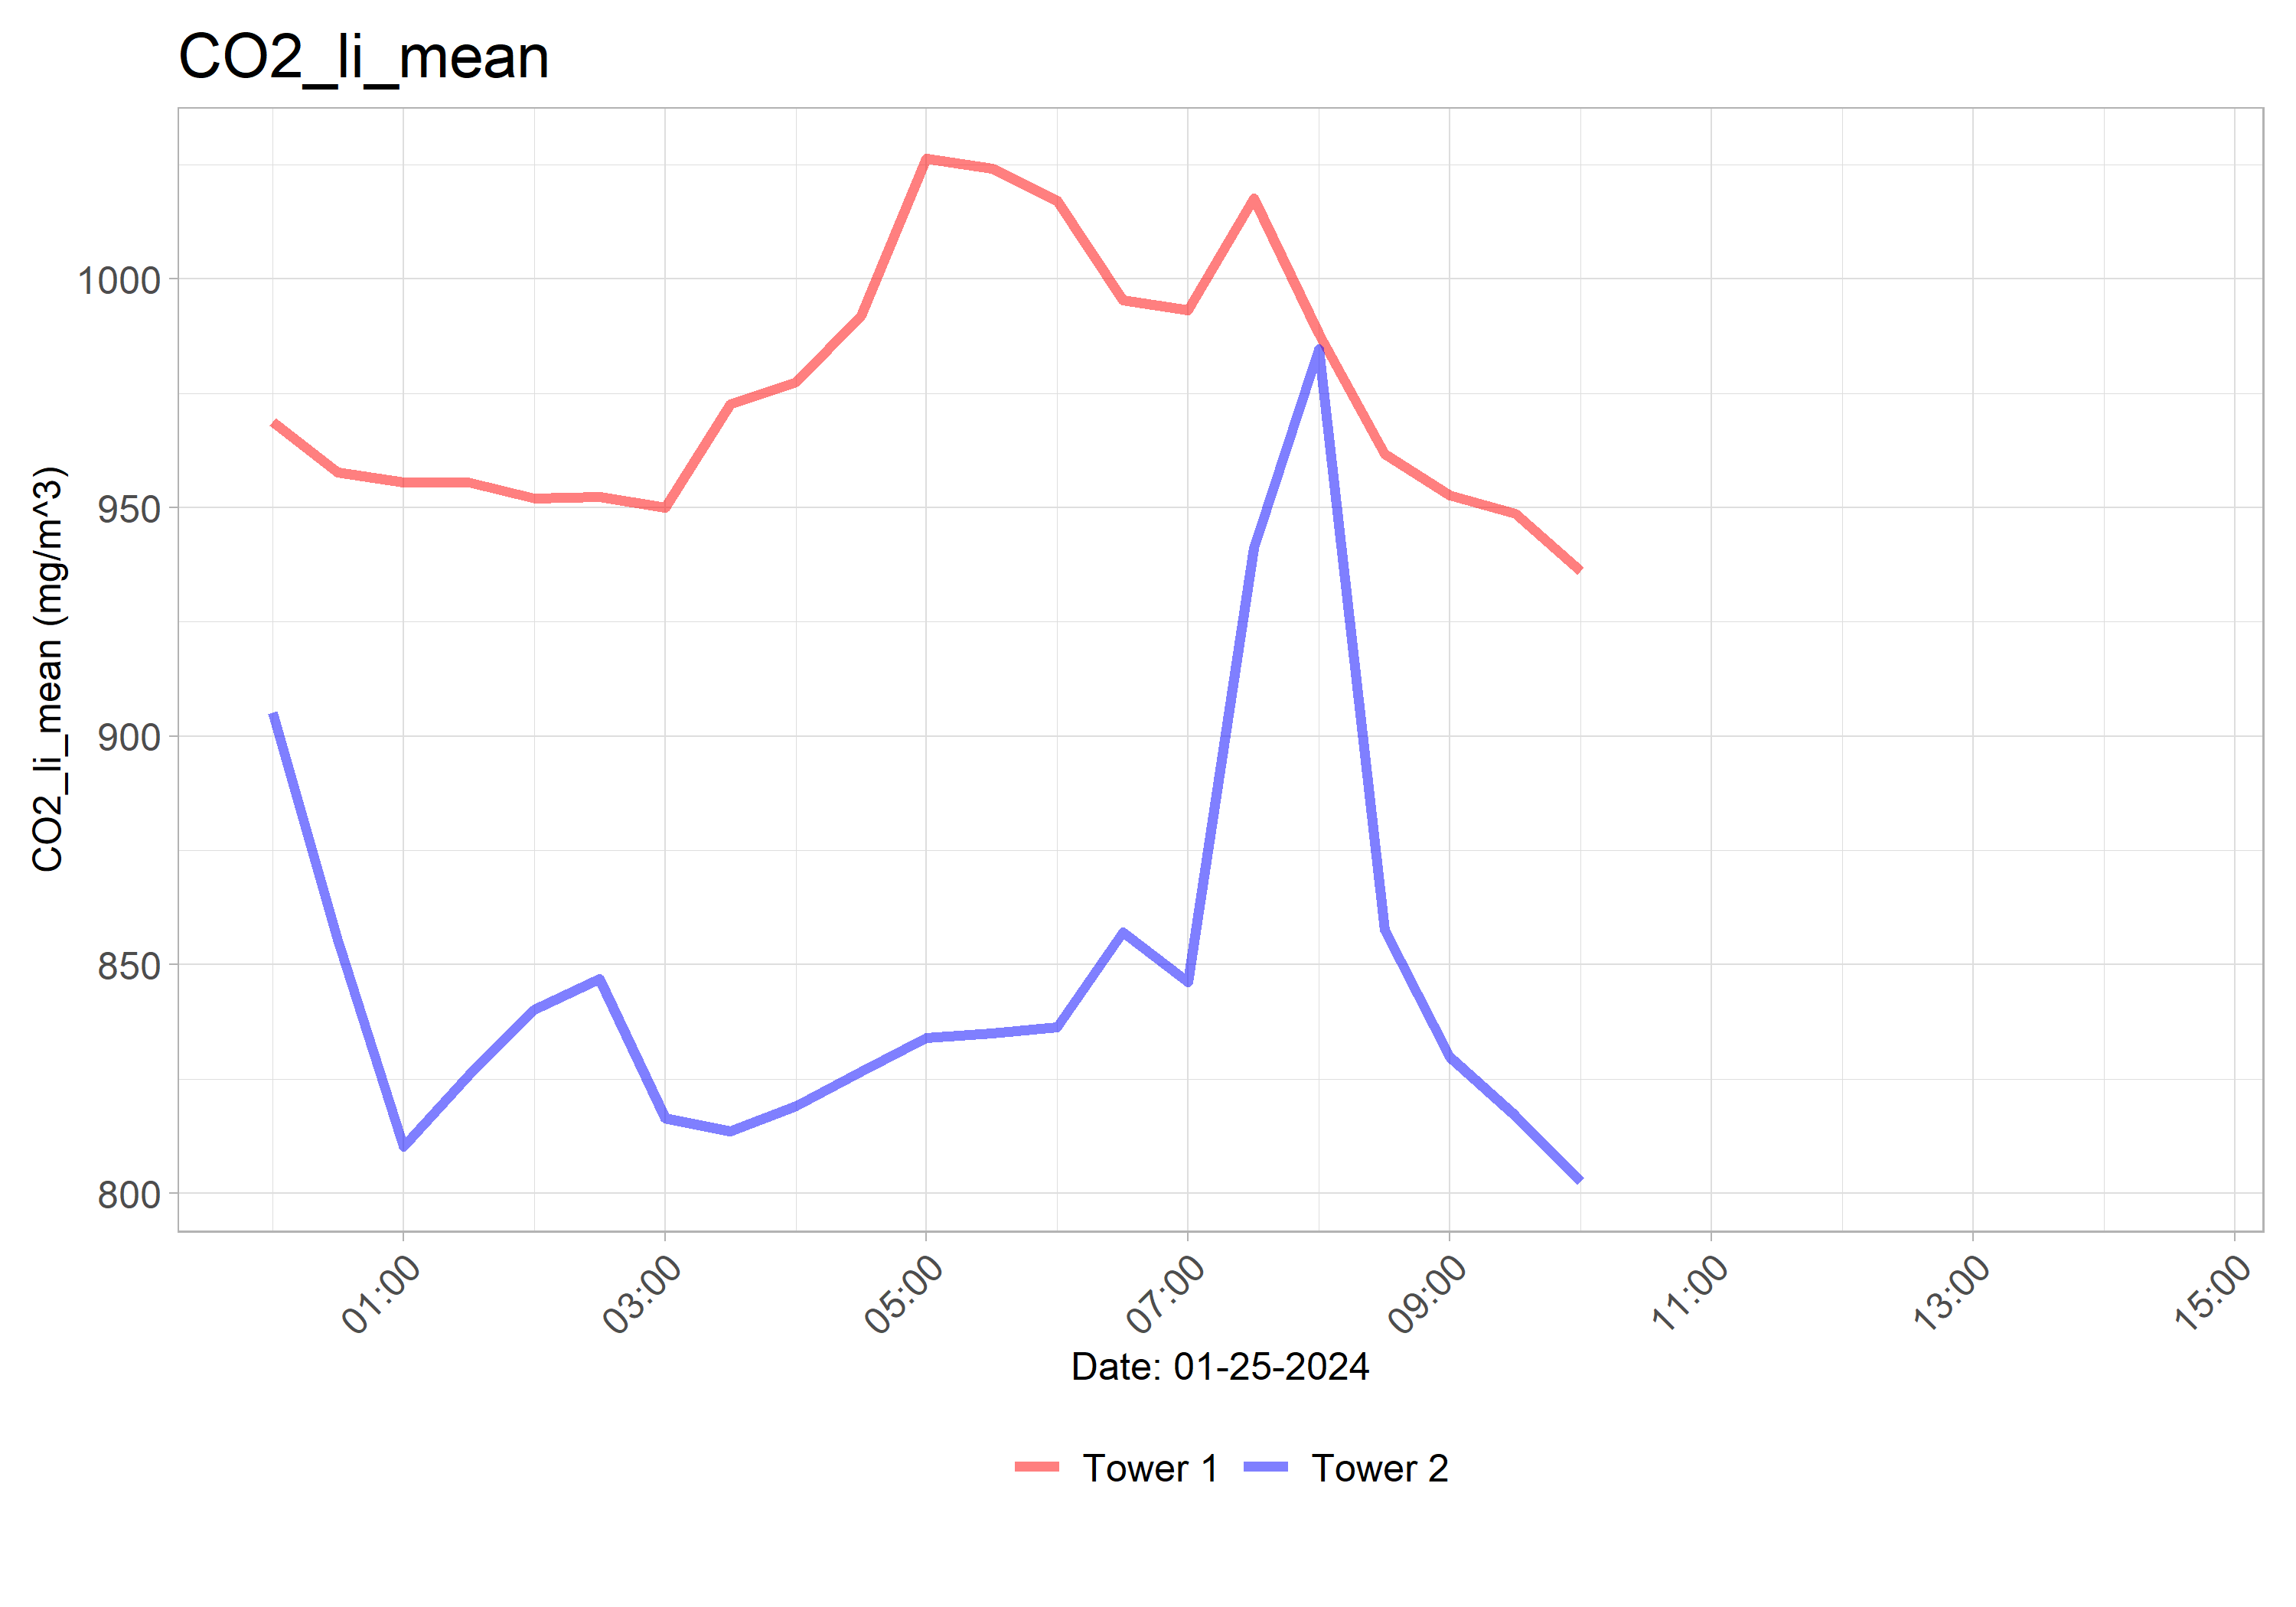 CO2_li_mean
CO2_li_mean (mg/m^3)
1000
950
900
850
800
01:00 03:00 05:00 07:00 09:00 11:00 13:00 15:00
Date: 01-25-2024
Tower 1 Tower 2